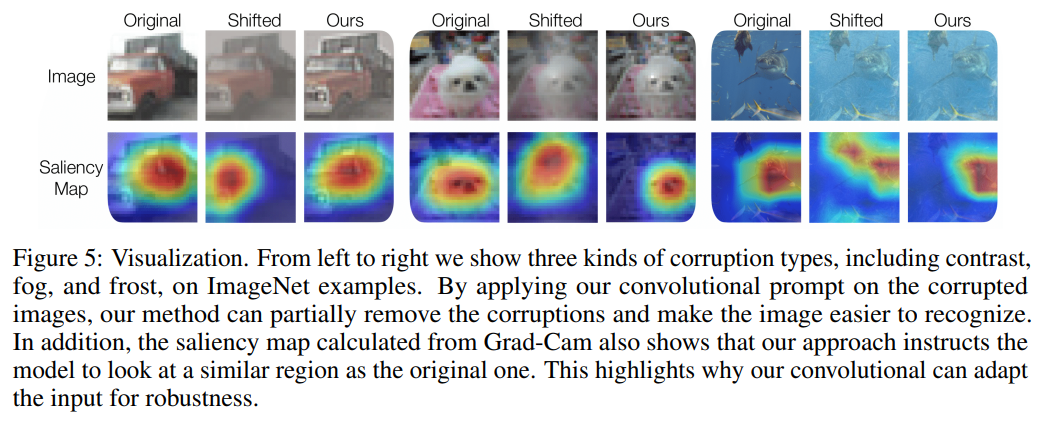 Original Shifted Ours Original Shifted Ours Original Shifted Ours
Image
Saliency
Map
Figure 5: Visualization. From left to right we show three kinds of corruption types, including contrast,
fog, and frost, on ImageNet examples. By applying our convolutional prompt on the corrupted
images, our method can partially remove the corruptions and make the image easier to recognize.
In addition, the saliency map calculated from Grad-Cam also shows that our approach instructs the
model to look at a similar region as the original one. This highlights why our convolutional can adapt
the input for robustness.